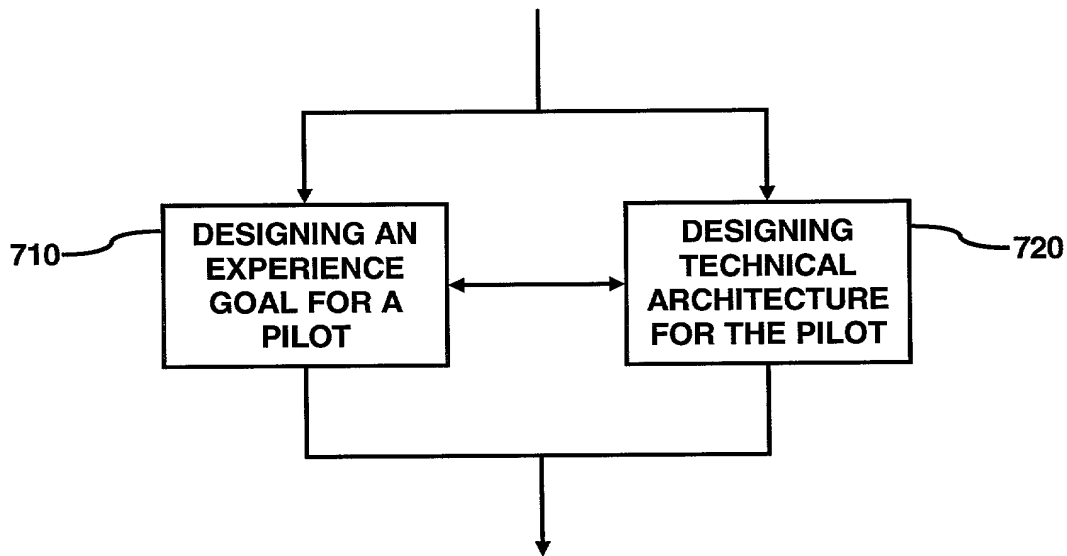 710
DESIGNING AN
EXPERIENCE
GOAL FOR A
PILOT
DESIGNING
TECHNICAL
ARCHITECTURE
FOR THE PILOT
720